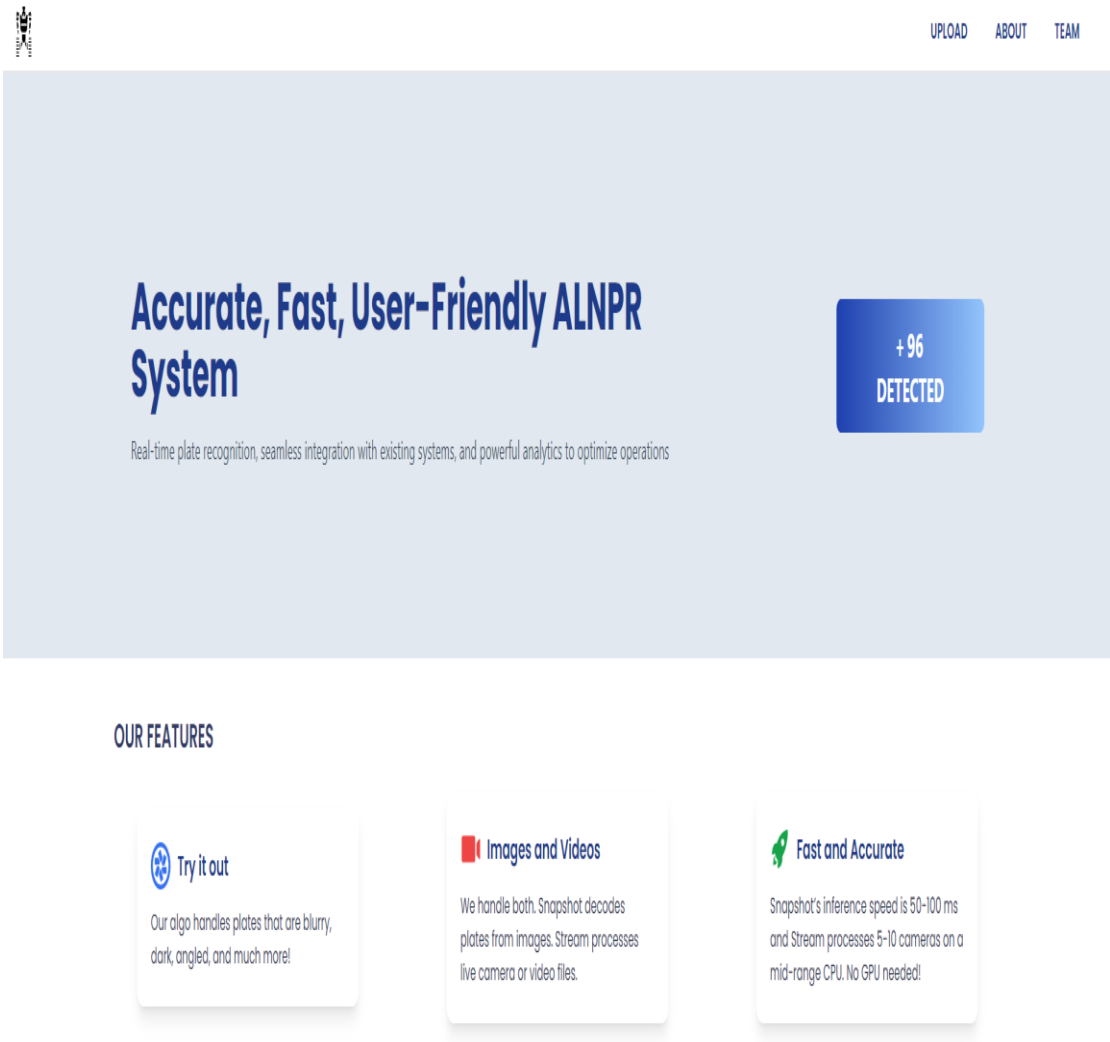 UPLOAD ABOUT TEAM
Accurate, Fast, User-Friendly ALNPR
System
Real-time plate recognition, seamless integration with existing systems, and powerful analytics to optimize operations
+ 96
DETECTED
OUR FEATURES
Try it out
Our algo handles plates that are blurry,
dark, angled, and much more!
Images and Videos
We handle both. Snapshot decodes
plates from images. Stream processes
live camera or video files.
Fast and Accurate
Snapshot's inference speed is 50-100 ms
and Stream processes 5-10 cameras on a
mid-range CPU. No GPU needed!